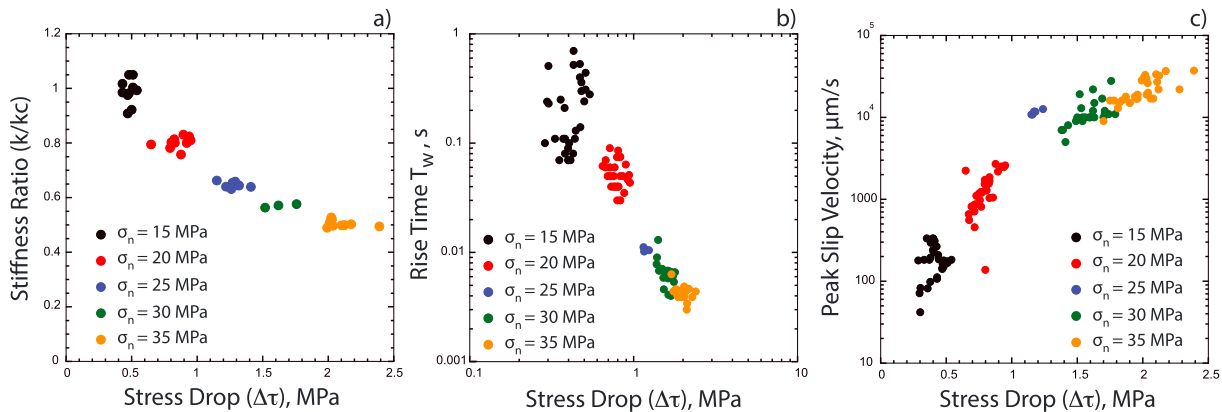 a)
1.2
1
0.8
0.6
0.4
0.2
0
0
0.5
1
1.5
2
2.5
Stiffness Ratio (k/kc)
Stress Drop (Δτ), MPa
σn = 15 MPa
σn = 20 MPa
σn = 25 MPa
σn = 30 MPa
σn = 35 MPa
b)
1
0.1
0.01
0.001
0.1
1
10
Rise Time Tw, s
Stress Drop (Δτ), MPa
σn = 15 MPa
σn = 20 MPa
σn = 25 MPa
σn = 30 MPa
σn = 35 MPa
c)
10⁵
10⁴
1000
100
10
0
0.5
1
1.5
2
2.5
Peak Slip Velocity, μm/s
Stress Drop (Δτ), MPa
σn = 15 MPa
σn = 20 MPa
σn = 25 MPa
σn = 30 MPa
σn = 35 MPa